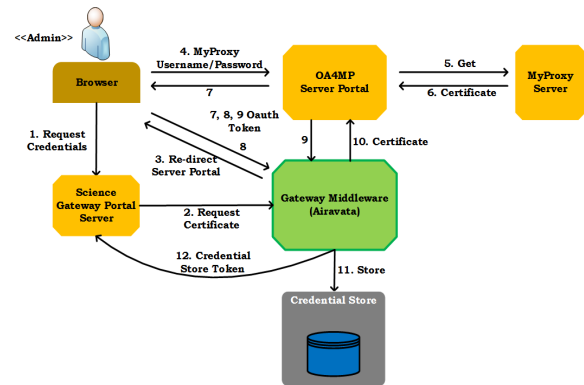 <<Admin>>
Browser
4. MyProxy
Username/Password
7
OA4MP
Server Portal
5. Get
6. Certificate
MyProxy
Server
1. Request
Credentials
7, 8, 9 Oauth
Token
8
3. Re-direct
Server Portal
9
10. Certificate
Science
Gateway Portal
Server
2. Request
Certificate
Gateway Middleware
(Airavata)
12. Credential
Store Token
11. Store
Credential Store